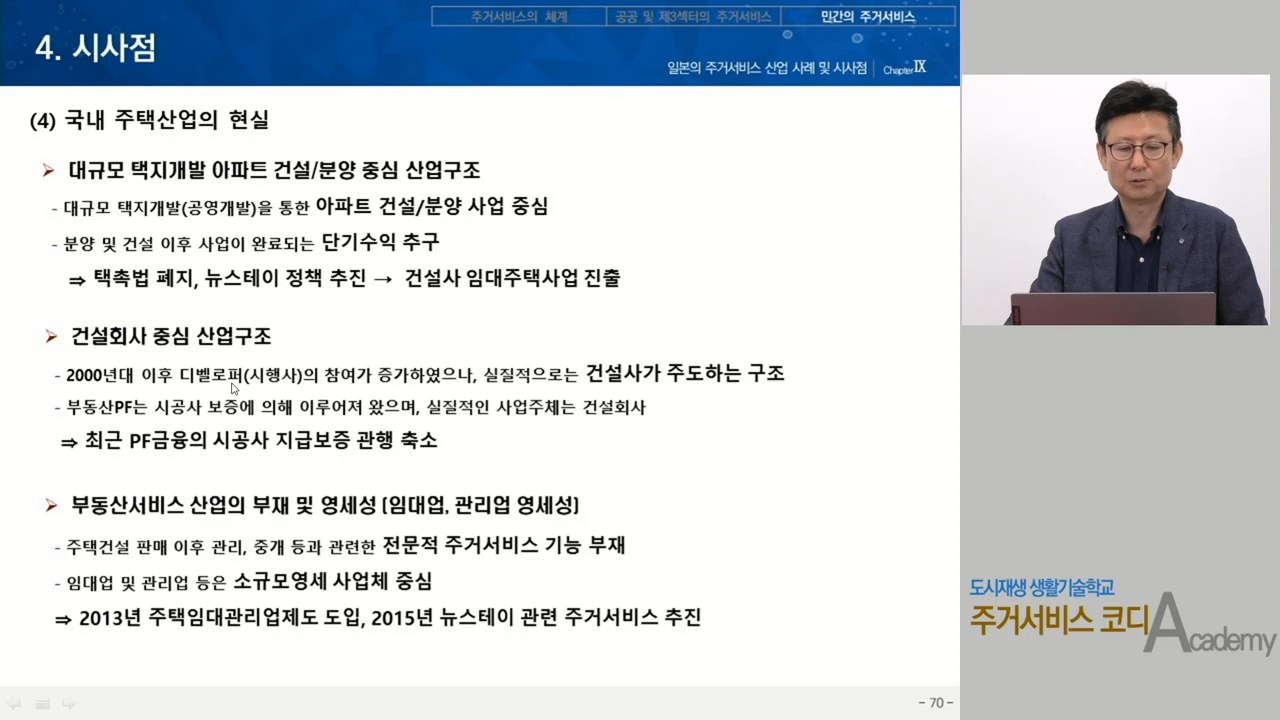 주거서비스의 체계
공공 및 제3섹터의 주거서비스
민간의 주거서비스
4. 시사점
일본의 주거서비스 산업 사례 및 시사점 Chapter Ⅸ
(4) 국내 주택산업의 현실
➢ 대규모 택지개발 아파트 건설/분양 중심 산업구조
- 대규모 택지개발(공영개발)을 통한 아파트 건설/분양 사업 중심
- 분양 및 건설 이후 사업이 완료되는 단기수익 추구
⇒ 택촉법 폐지, 뉴스테이 정책 추진 → 건설사 임대주택사업 진출
➢ 건설회사 중심 산업구조
- 2000년대 이후 디벨로퍼(시행사)의 참여가 증가하였으나, 실질적으로는 건설사가 주도하는 구조
- 부동산PF는 시공사 보증에 의해 이루어져 왔으며, 실질적인 사업주체는 건설회사
⇒ 최근 PF금융의 시공사 지급보증 관행 축소
➢ 부동산서비스 산업의 부재 및 영세성 (임대업, 관리업 영세성)
- 주택건설 판매 이후 관리, 중개 등과 관련한 전문적 주거서비스 기능 부재
- 임대업 및 관리업 등은 소규모영세 사업체 중심
⇒ 2013년 주택임대관리업제도 도입, 2015년 뉴스테이 관련 주거서비스 추진
- 70 -
도시재생 생활기술학교
주거서비스 코디 Academy